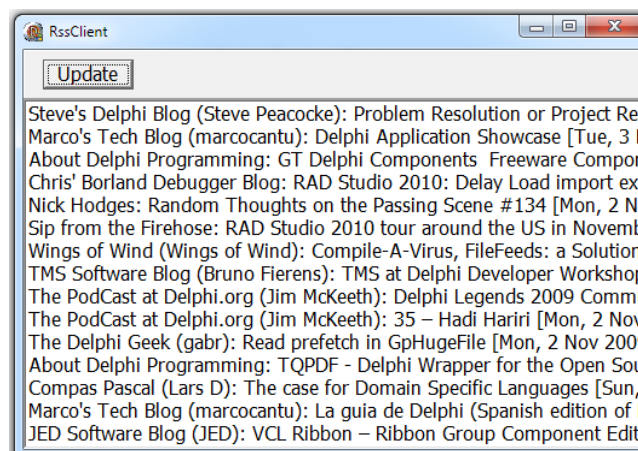 RssClient
Update
Steve's Delphi Blog (Steve Peacocke): Problem Resolution or Project Re
Marco's Tech Blog (marcocantu): Delphi Application Showcase [Tue, 3
About Delphi Programming: GT Delphi Components  Freeware Compor
Chris' Borland Debugger Blog: RAD Studio 2010: Delay Load import ex
Nick Hodges: Random Thoughts on the Passing Scene #134 [Mon, 2 N
Sip from the Firehose: RAD Studio 2010 tour around the US in Novemb
Wings of Wind (Wings of Wind): Compile-A-Virus, FileFeeds: a Solution
TMS Software Blog (Bruno Fierens): TMS at Delphi Developer Workshop
The PodCast at Delphi.org (Jim McKeeth): Delphi Legends 2009 Comm
The PodCast at Delphi.org (Jim McKeeth): 35 – Hadi Hariri [Mon, 2 Nov
The Delphi Geek (gabr): Read prefetch in GpHugeFile [Mon, 2 Nov 2009
About Delphi Programming: TQPDF - Delphi Wrapper for the Open Sou
Compas Pascal (Lars D): The case for Domain Specific Languages [Sun,
Marco's Tech Blog (marcocantu): La guia de Delphi (Spanish edition of
JED Software Blog (JED): VCL Ribbon – Ribbon Group Component Edit